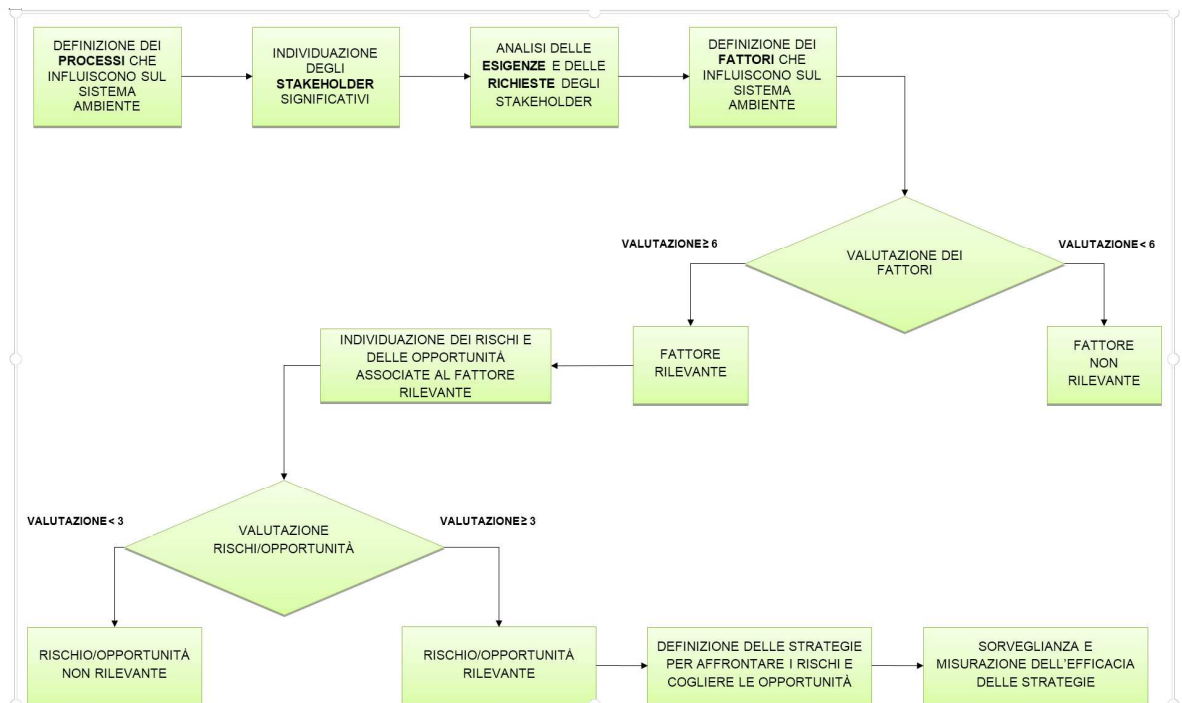 DEFINIZIONE DEI
PROCESSI CHE
INFLUISCONO SUL
SISTEMA
AMBIENTE
INDIVIDUAZIONE
DEGLI
STAKEHOLDER
SIGNIFICATIVI
ANALISI DELLE
ESIGENZE E DELLE
RICHIESTE DEGLI
STAKEHOLDER
DEFINIZIONE DEI
FATTORI CHE
INFLUISCONO SUL
SISTEMA
AMBIENTE
VALUTAZIONE ≥ 6
VALUTAZIONE DEI
FATTORI
VALUTAZIONE < 6
INDIVIDUAZIONE DEI RISCHI E
DELLE OPPORTUNITÀ
ASSOCIATE AL FATTORE
RILEVANTE
FATTORE
RILEVANTE
FATTORE
NON
RILEVANTE
VALUTAZIONE < 3
VALUTAZIONE
RISCHI/OPPORTUNITÀ
VALUTAZIONE ≥ 3
RISCHIO/OPPORTUNITÀ
NON RILEVANTE
RISCHIO/OPPORTUNITÀ
RILEVANTE
DEFINIZIONE DELLE STRATEGIE
PER AFFRONTARE I RISCHI E
COGLIERE LE OPPORTUNITÀ
SORVEGLIANZA E
MISURAZIONE DELL'EFFICACIA
DELLE STRATEGIE